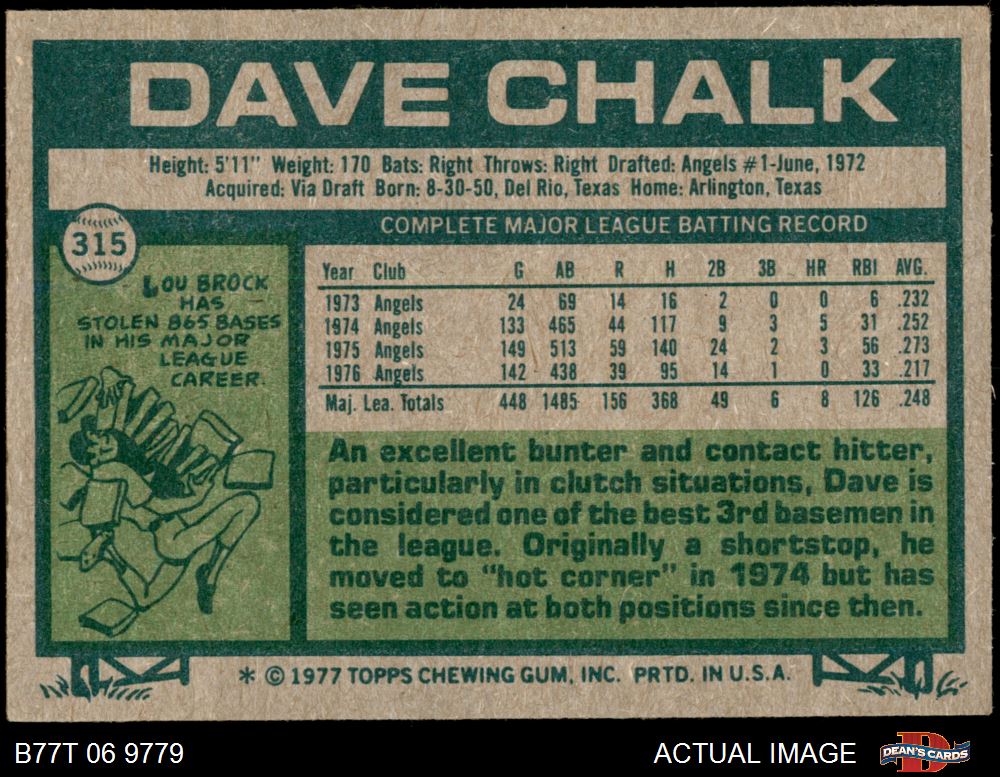 DAVE CHALK
Height: 5'11" Weight: 170 Bats: Right Throws: Right Drafted: Angels #1-June, 1972
Acquired: Via Draft Born: 8-30-50, Del Rio, Texas Home: Arlington, Texas
315
LOU BROCK
HAS
STOLEN 865 BASES
IN HIS MAJOR
LEAGUE
CAREER.
COMPLETE MAJOR LEAGUE BATTING RECORD
Year Club G AB R H 2B 3B HR RBI AVG.
1973 Angels 24 69 14 16 2 0 0 6 .232
1974 Angels 133 465 44 117 9 3 5 31 .252
1975 Angels 149 513 59 140 24 2 3 56 .273
1976 Angels 142 438 39 95 14 1 0 33 .217
Maj. Lea. Totals 448 1485 156 368 49 6 8 126 .248
An excellent bunter and contact hitter,
particularly in clutch situations, Dave is
considered one of the best 3rd basemen in
the league. Originally a shortstop, he
moved to "hot corner" in 1974 but has
seen action at both positions since then.
* © 1977 TOPPS CHEWING GUM, INC. PRTD. IN U.S.A.
B77T 06 9779
ACTUAL IMAGE
DEAN'S CARDS